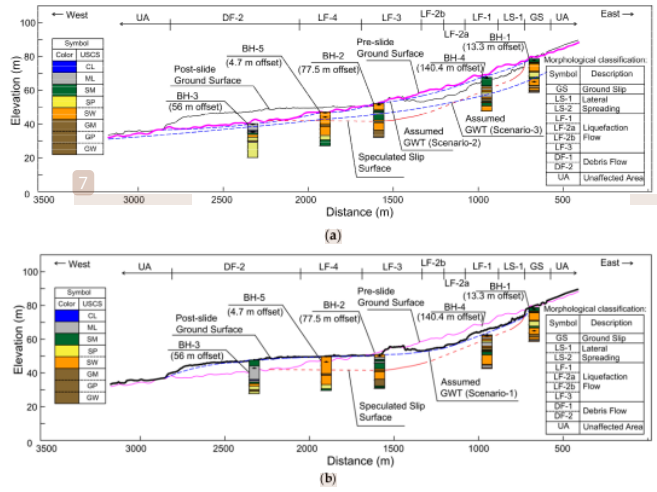 (a)
← West
East →
UA
DF-2
LF-4
LF-3
LF-2b
LF-2a
LF-1
LS-1
GS
UA
Elevation (m)
100
80
60
40
20
0
Symbol
Color
USCS
CL
ML
SM
SP
SW
GM
GP
GW
Post-slide
Ground Surface
BH-3
(56 m offset)
BH-5
(4.7 m offset)
BH-2
(77.5 m offset)
Pre-slide
Ground Surface
BH-4
(140.4 m offset)
BH-1
(13.3 m offset)
Assumed
GWT (Scenario-2)
Assumed
GWT (Scenario-3)
Speculated Slip
Surface
Morphological classification:
Symbol
Description
GS
Ground Slip
LS-1
LS-2
Lateral
Spreading
LF-1
LF-2a
LF-2b
LF-3
Liquefaction
Flow
DF-1
DF-2
Debris Flow
UA
Unaffected Area
7
3500
3000
2500
2000
1500
1000
500
0
Distance (m)
(a)
← West
East →
UA
DF-2
LF-4
LF-3
LF-2b
LF-2a
LF-1
LS-1
GS
UA
Elevation (m)
100
80
60
40
20
0
Symbol
Color
USCS
CL
ML
SM
SP
SW
GM
GP
GW
Post-slide
Ground Surface
BH-3
(56 m offset)
BH-5
(4.7 m offset)
BH-2
(77.5 m offset)
Pre-slide
Ground Surface
BH-4
(140.4 m offset)
BH-1
(13.3 m offset)
Assumed
GWT (Scenario-1)
Speculated Slip
Surface
Morphological classification:
Symbol
Description
GS
Ground Slip
LS-1
LS-2
Lateral
Spreading
LF-1
LF-2a
LF-2b
LF-3
Liquefaction
Flow
DF-1
DF-2
Debris Flow
UA
Unaffected Area
3500
3000
2500
2000
1500
1000
500
0
Distance (m)
(b)